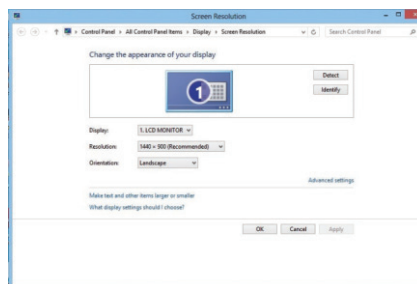 Screen Resolution
Control Panel › All Control Panel Items › Display › Screen Resolution
Search Control Panel
Change the appearance of your display
1
Detect
Identify
Display: 1. LCD MONITOR
Resolution: 1440 × 900 (Recommended)
Orientation: Landscape
Advanced settings
Make text and other items larger or smaller
What display settings should I choose?
OK Cancel Apply